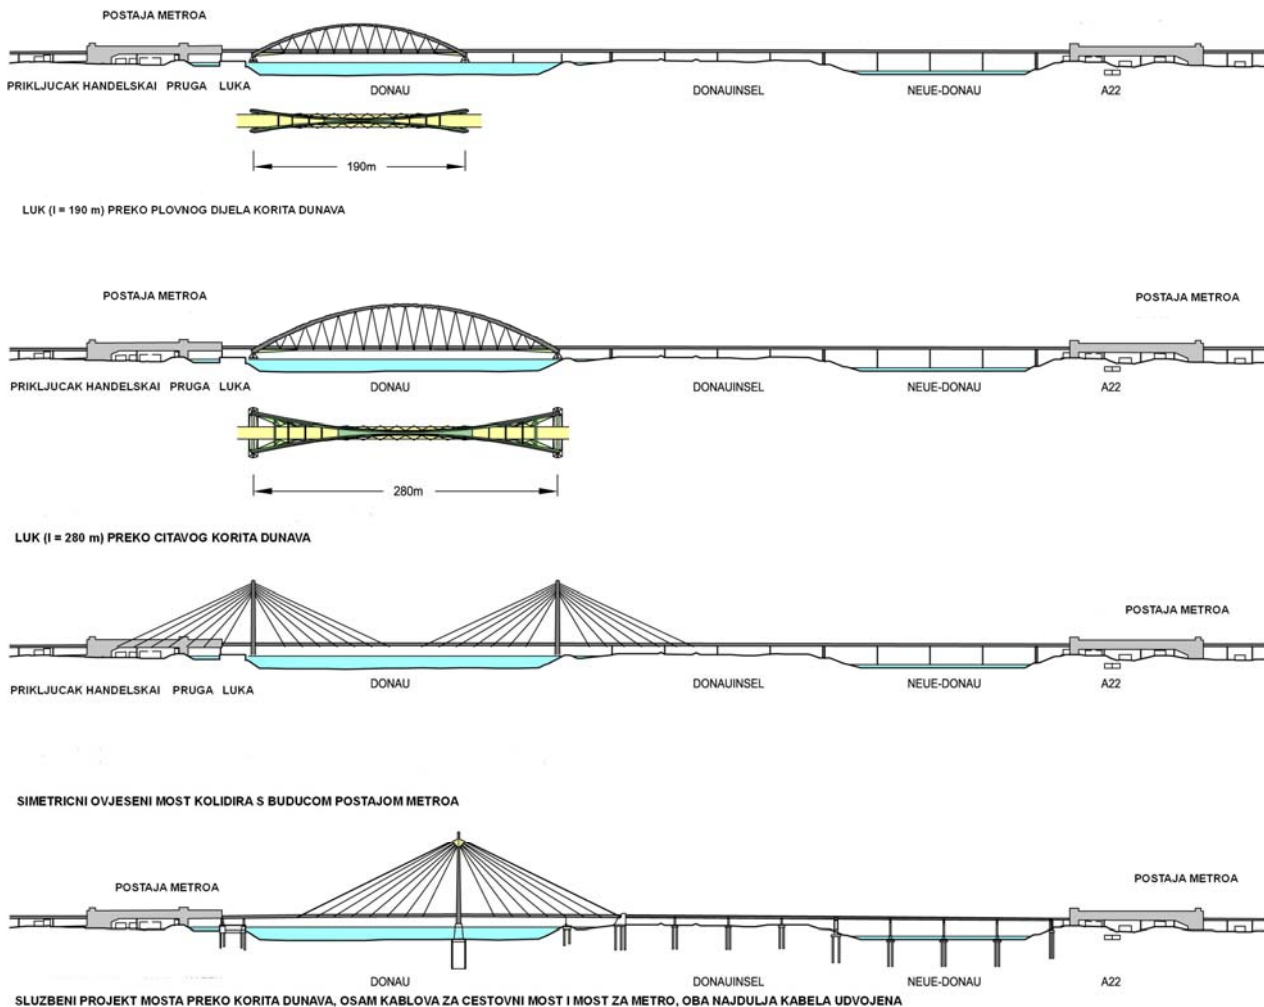 POSTAJA METROA
PRIKLJUCAK HANDELSKAI PRUGA LUKA DONAU DONAUINSEL NEUE-DONAU A22
190m
LUK (l = 190 m) PREKO PLOVNOG DIJELA KORITA DUNAVA
POSTAJA METROA POSTAJA METROA
PRIKLJUCAK HANDELSKAI PRUGA LUKA DONAU DONAUINSEL NEUE-DONAU A22
280m
LUK (l = 280 m) PREKO CITAVOG KORITA DUNAVA
POSTAJA METROA
PRIKLJUCAK HANDELSKAI PRUGA LUKA DONAU DONAUINSEL NEUE-DONAU A22
SIMETRICNI OVJESENI MOST KOLIDIRA S BUDUCOM POSTAJOM METROA
POSTAJA METROA POSTAJA METROA
DONAU DONAUINSEL NEUE-DONAU A22
SLUZBENI PROJEKT MOSTA PREKO KORITA DUNAVA, OSAM KABLOVA ZA CESTOVNI MOST I MOST ZA METRO, OBA NAJDULJA KABELA UDVOJENA